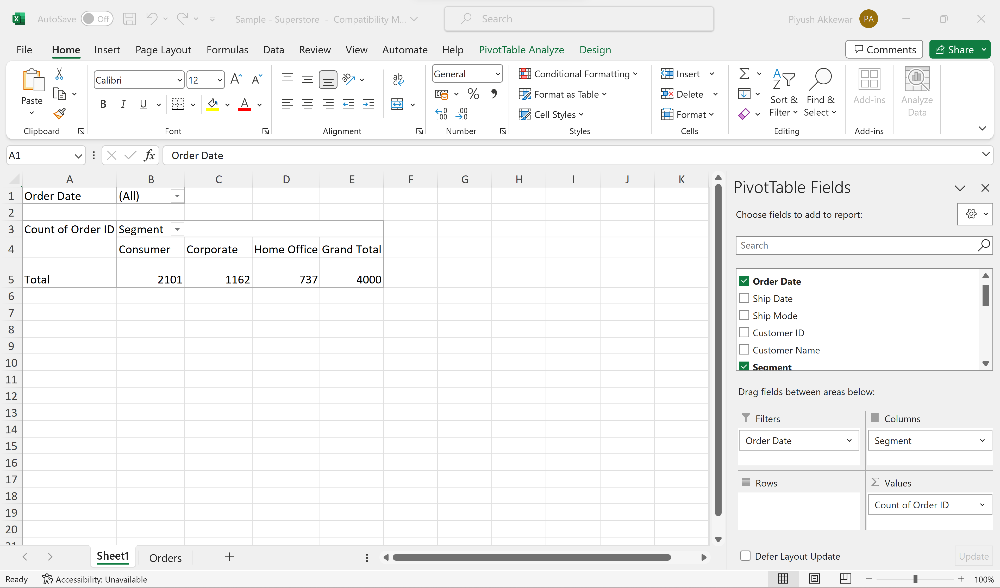 AutoSave Off Sample - Superstore - Compatibility M... Search Piyush Akkewar PA
File Home Insert Page Layout Formulas Data Review View Automate Help PivotTable Analyze Design Comments Share
Paste
Clipboard
Calibri 12
B I U A
Font
Alignment
General
Number
Conditional Formatting
Format as Table
Cell Styles
Styles
Insert
Delete
Format
Cells
Sort & Filter
Find & Select
Editing
Add-ins
Add-ins
Analyze Data
A1 fx Order Date
A B C D E F G H I J K
1 Order Date (All)
2
3 Count of Order ID Segment
4 Consumer Corporate Home Office Grand Total
5 Total 2101 1162 737 4000
6
7
8
9
10
11
12
13
14
15
16
17
18
19
20
21
PivotTable Fields
Choose fields to add to report:
Search
Order Date
Ship Date
Ship Mode
Customer ID
Customer Name
Segment
Drag fields between areas below:
Filters
Order Date
Columns
Segment
Rows
Values
Count of Order ID
Defer Layout Update Update
Sheet1 Orders
Ready Accessibility: Unavailable 100%